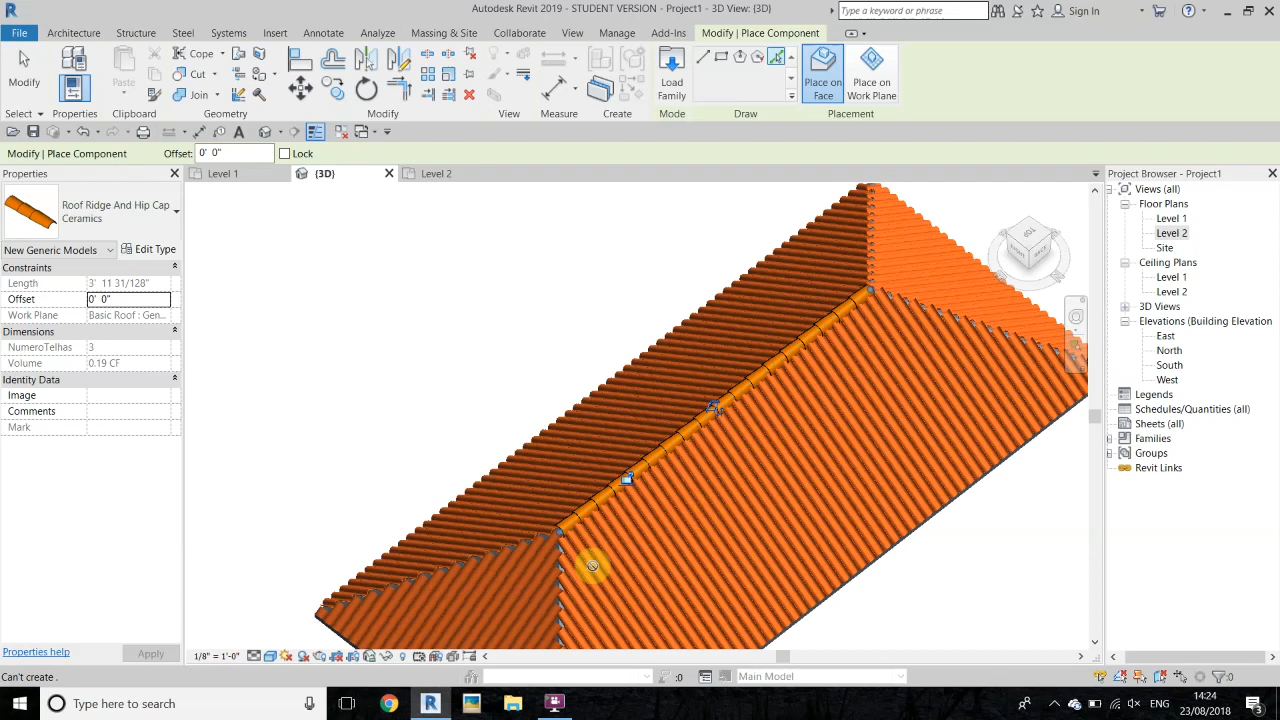 Autodesk Revit 2019 - STUDENT VERSION - Project1 - 3D View: {3D}
Type a keyword or phrase
Sign In
File
Architecture
Structure
Steel
Systems
Insert
Annotate
Analyze
Massing & Site
Collaborate
View
Manage
Add-Ins
Modify | Place Component
Modify
Properties
Paste
Cope
Cut
Join
Load
Family
Place on
Face
Place on
Work Plane
Select
Properties
Clipboard
Geometry
Modify
View
Measure
Create
Mode
Draw
Placement
Modify | Place Component
Offset:
0' 0"
Lock
Properties
Level 1
{3D}
Level 2
Project Browser - Project1
Roof Ridge And Hip Cap
Ceramics
New Generic Models
Edit Type
Constraints
Length
3' 11 31/128"
Offset
0' 0"
Work Plane
Basic Roof : Gen...
Dimensions
NumeroTelhas
3
Volume
0.19 CF
Identity Data
Image
Comments
Mark
Properties help
Apply
Views (all)
Floor Plans
Level 1
Level 2
Site
Ceiling Plans
Level 1
Level 2
3D Views
Elevations (Building Elevation
East
North
South
West
Legends
Schedules/Quantities (all)
Sheets (all)
Families
Groups
Revit Links
1/8" = 1'-0"
Can't create .
:0
Main Model
:0
Type here to search
ENG
14:24
23/08/2018
3